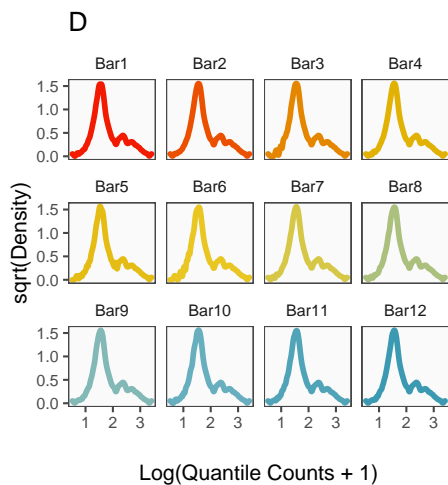 D
Bar1 Bar2 Bar3 Bar4
1.5
1.0
0.5
0.0
Bar5 Bar6 Bar7 Bar8
1.5
1.0
0.5
0.0
Bar9 Bar10 Bar11 Bar12
1.5
1.0
0.5
0.0
1 2 3 1 2 3 1 2 3 1 2 3
sqrt(Density)
Log(Quantile Counts + 1)